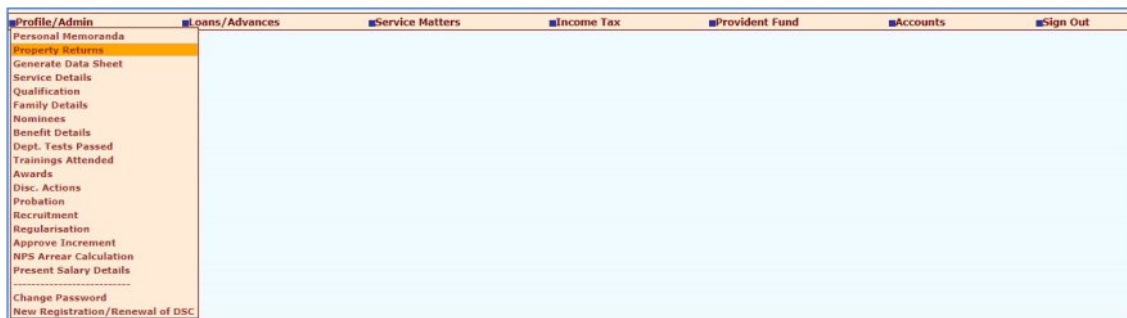 Profile/Admin Loans/Advances Service Matters Income Tax Provident Fund Accounts Sign Out
Personal Memoranda
Property Returns
Generate Data Sheet
Service Details
Qualification
Family Details
Nominees
Benefit Details
Dept. Tests Passed
Trainings Attended
Awards
Disc. Actions
Probation
Recruitment
Regularisation
Approve Increment
NPS Arrear Calculation
Present Salary Details
--------------------------
Change Password
New Registration/Renewal of DSC